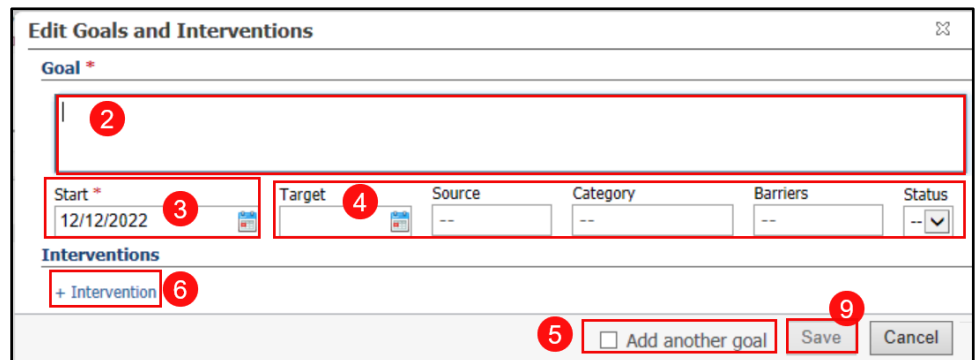 Edit Goals and Interventions
Goal *
2
Start * Target Source Category Barriers Status
12/12/2022 3 4 -- -- -- --
Interventions
+ Intervention 6
5 Add another goal Save 9 Cancel